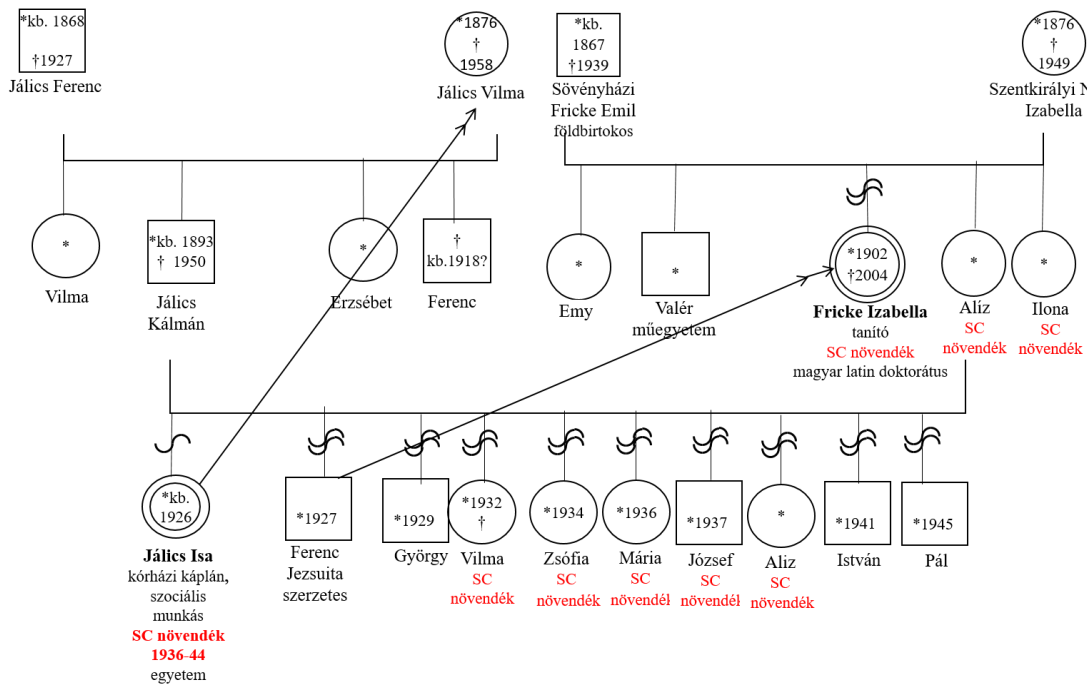 *kb. 1868
†1927
Jálics Ferenc
*1876
†
1958
Jálics Vilma
*kb.
1867
†1939
Sövényházi
Fricke Emil
földbirtokos
*1876
†
1949
Szentkirályi N
Izabella
*
Vilma
*kb. 1893
† 1950
Jálics
Kálmán
*
Erzsébet
†
kb.1918?
Ferenc
*
Emy
*
Valér
műegyetem
*1902
†2004
Fricke Izabella
tanító
SC növendék
magyar latin doktorátus
*
Alíz
SC
növendék
*
Ilona
SC
növendék
*kb.
1926
Jálics Isa
kórházi káplán,
szociális
munkás
SC növendék
1936-44
egyetem
*1927
Ferenc
Jezsuita
szerzetes
*1929
György
*1932
†
Vilma
SC
növendék
*1934
Zsófia
SC
növendék
*1936
Mária
SC
növendék
*1937
József
SC
növendék
*
Aliz
SC
növendék
*1941
István
*1945
Pál